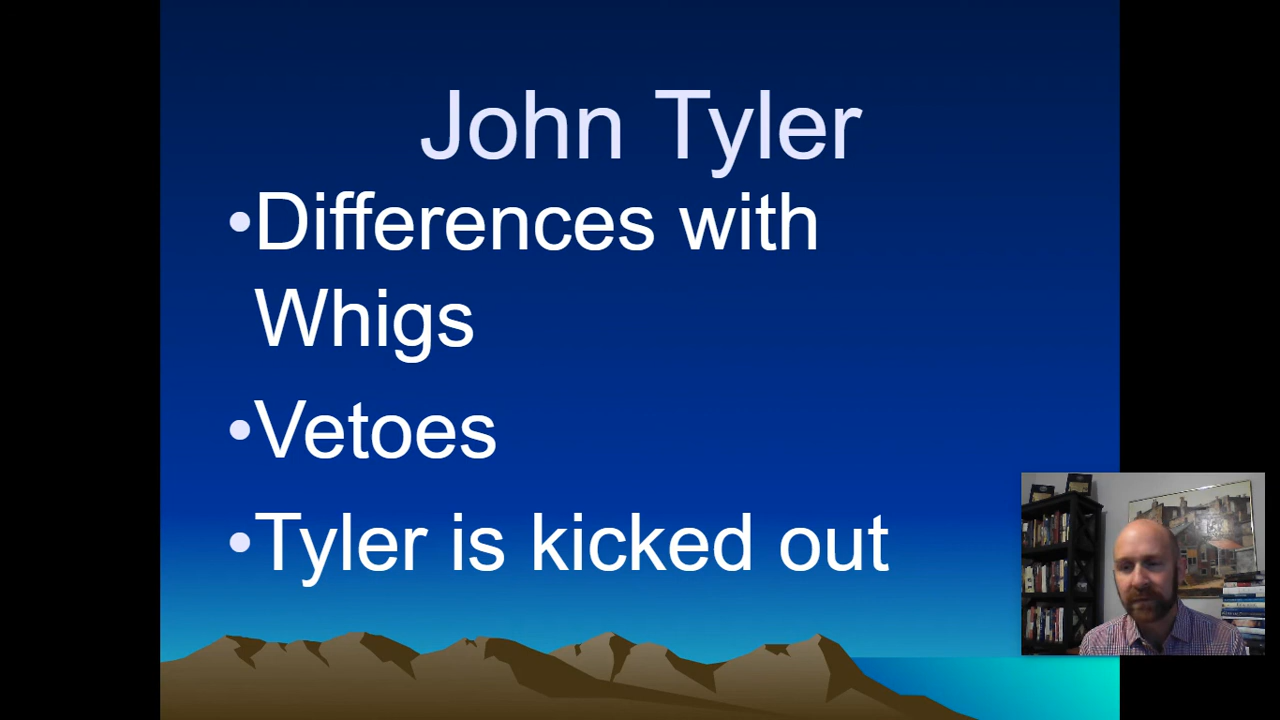 John Tyler
•Differences with
Whigs
•Vetoes
•Tyler is kicked out